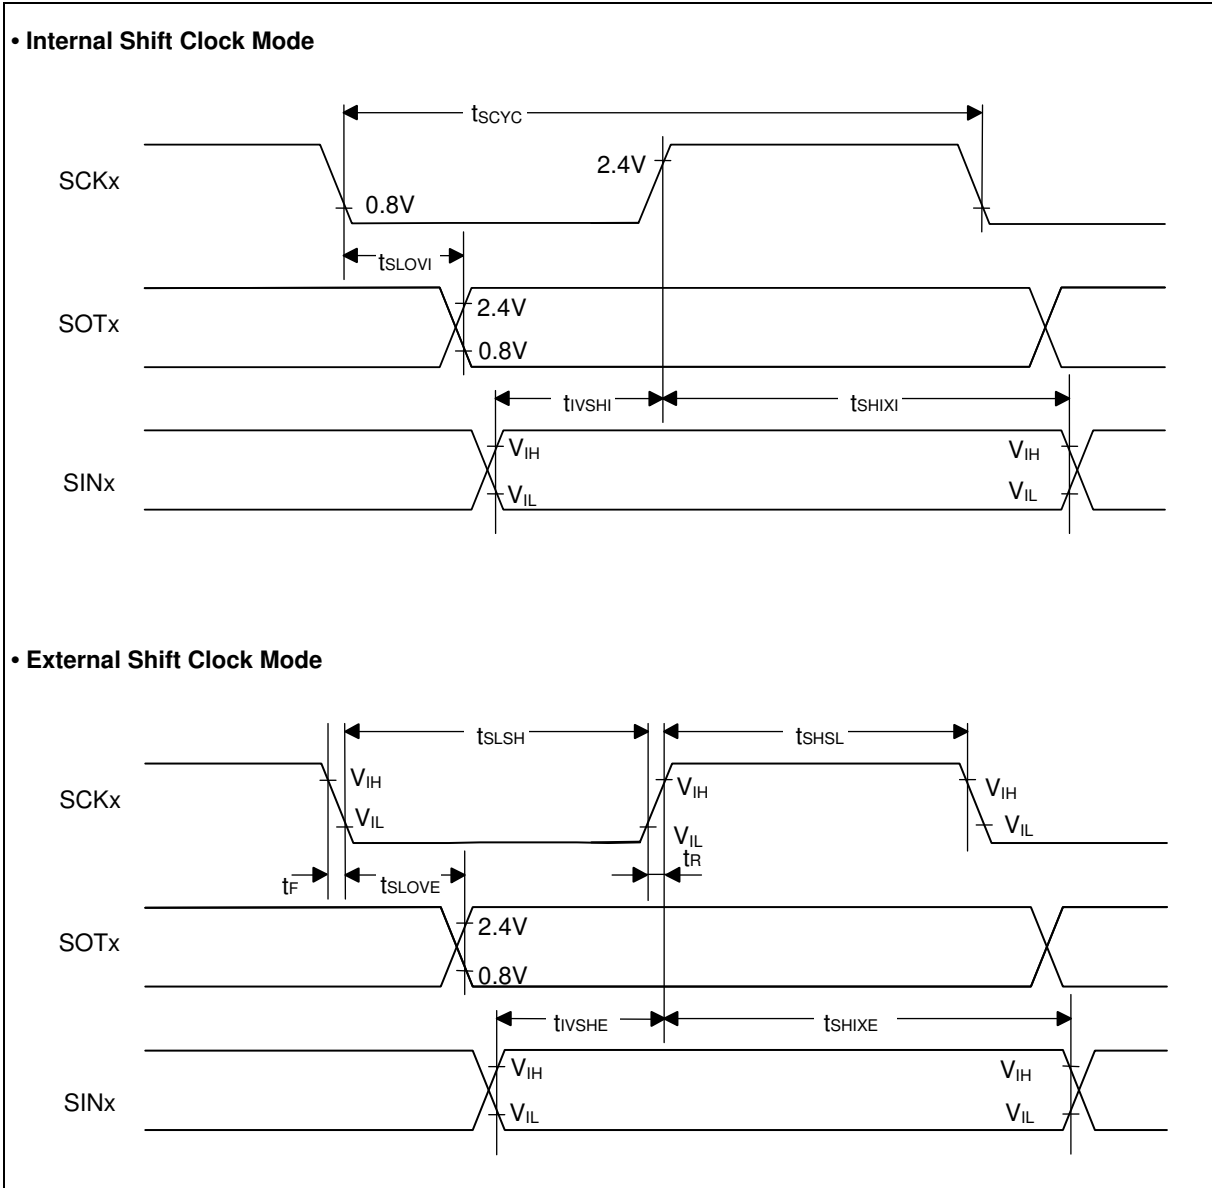 • Internal Shift Clock Mode
tSCYC
SCKx
2.4V
0.8V
tSLOVI
SOTx
2.4V
0.8V
tIVSHI
tSHIXI
SINx
VIH
VIH
VIL
VIL
• External Shift Clock Mode
tSLSH
tSHSL
SCKx
VIH
VIH
VIH
VIL
VIL
VIL
tF
tSLOVE
tR
SOTx
2.4V
0.8V
tIVSHE
tSHIXE
SINx
VIH
VIH
VIL
VIL